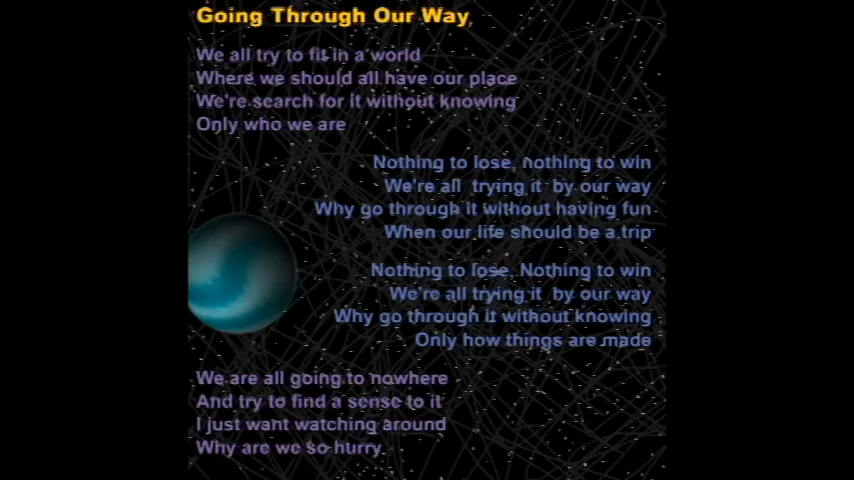 Going Through Our Way
We all try to fit in a world
Where we should all have our place
We're search for it without knowing
Only who we are
Nothing to lose, nothing to win
We're all trying it by our way
Why go through it without having fun
When our life should be a trip
Nothing to lose, Nothing to win
We're all trying it by our way
Why go through it without knowing
Only how things are made
We are all going to nowhere
And try to find a sense to it
I just want watching around
Why are we so hurry